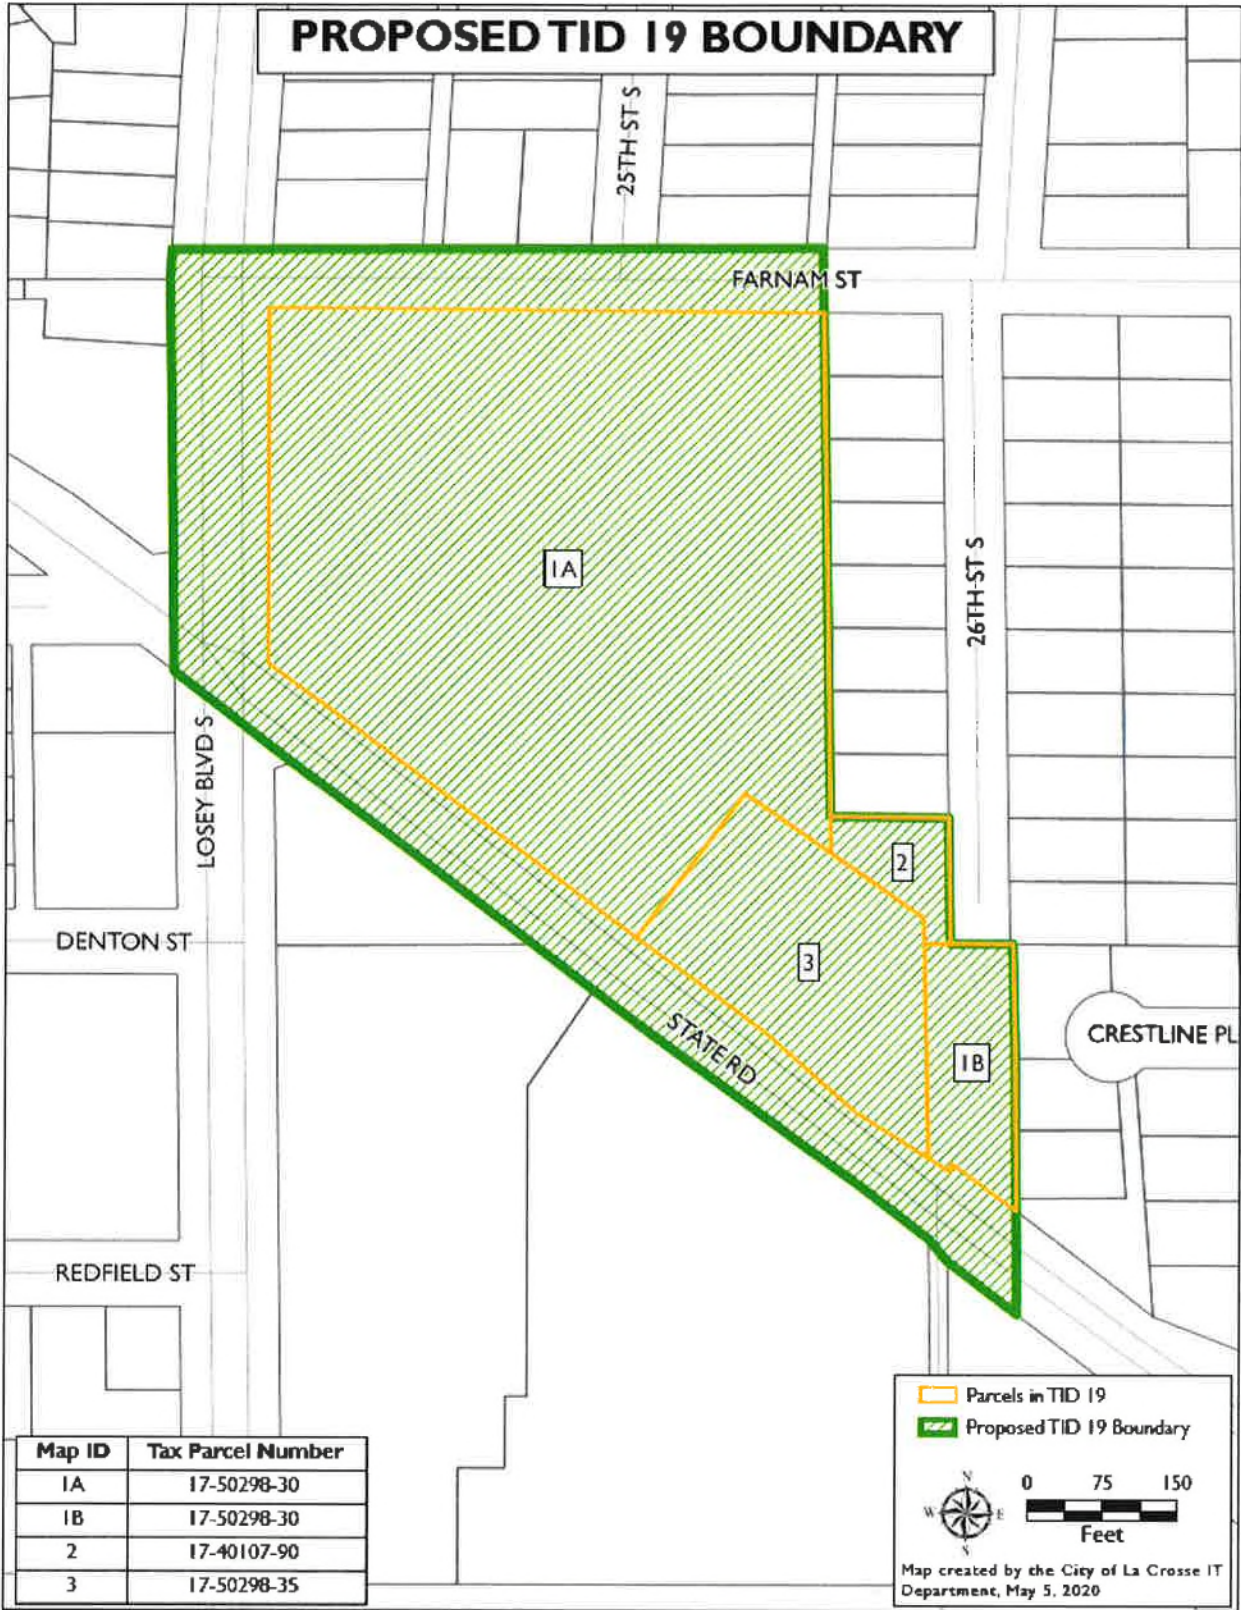 PROPOSED TID 19 BOUNDARY
25TH ST S
FARNAM ST
1A
26TH ST S
LOSEY BLVD S
2
DENTON ST
3
STATE RD
CRESTLINE PL
1B
REDFIELD ST
Parcels in TID 19
Proposed TID 19 Boundary
Map ID Tax Parcel Number
1A 17-50298-30
1B 17-50298-30
2 17-40107-90
3 17-50298-35
N
W E
S
0 75 150
Feet
Map created by the City of La Crosse IT
Department, May 5, 2020